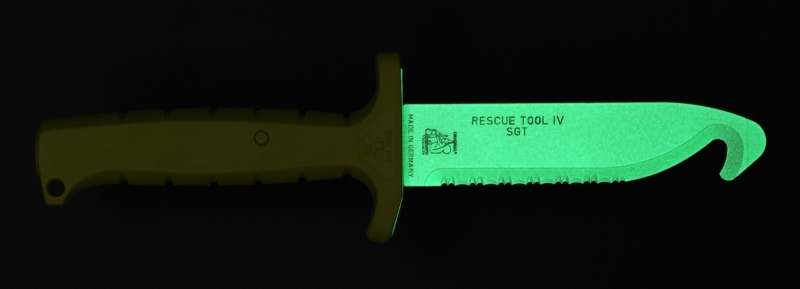 MADE IN GERMANY
RESCUE TOOL IV
SGT